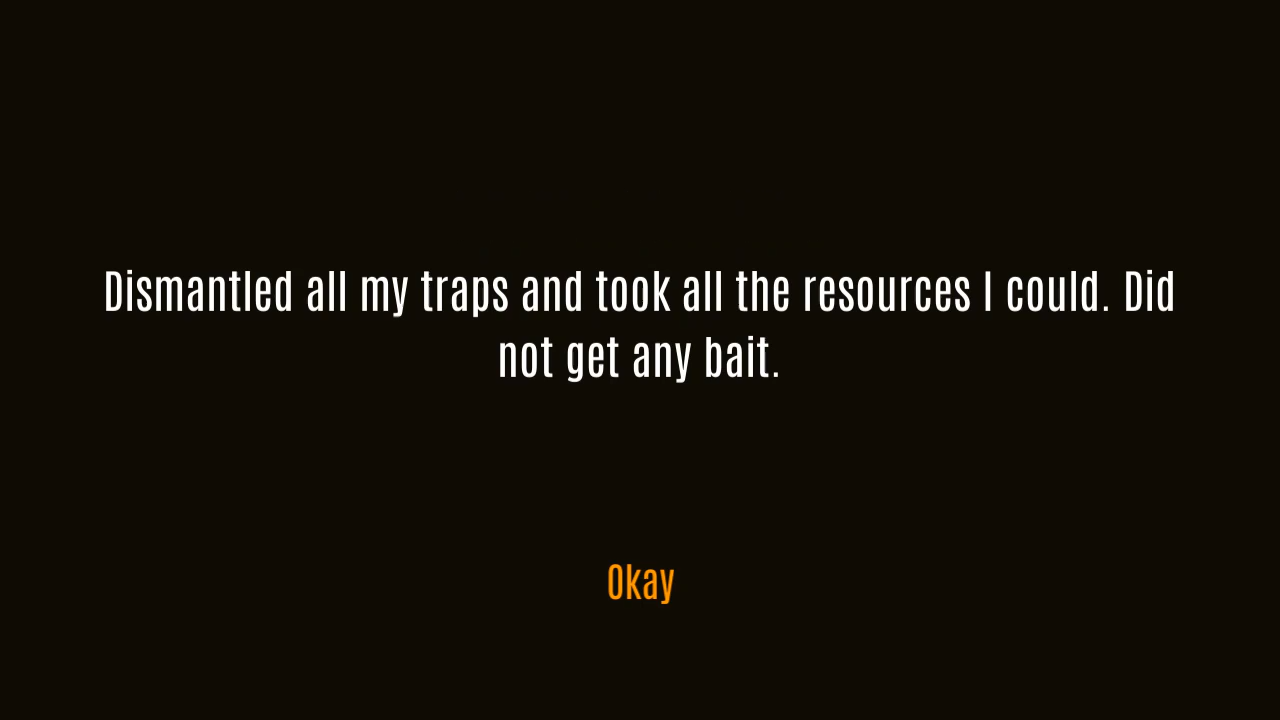 Dismantled all my traps and took all the resources I could. Did
not get any bait.
Okay